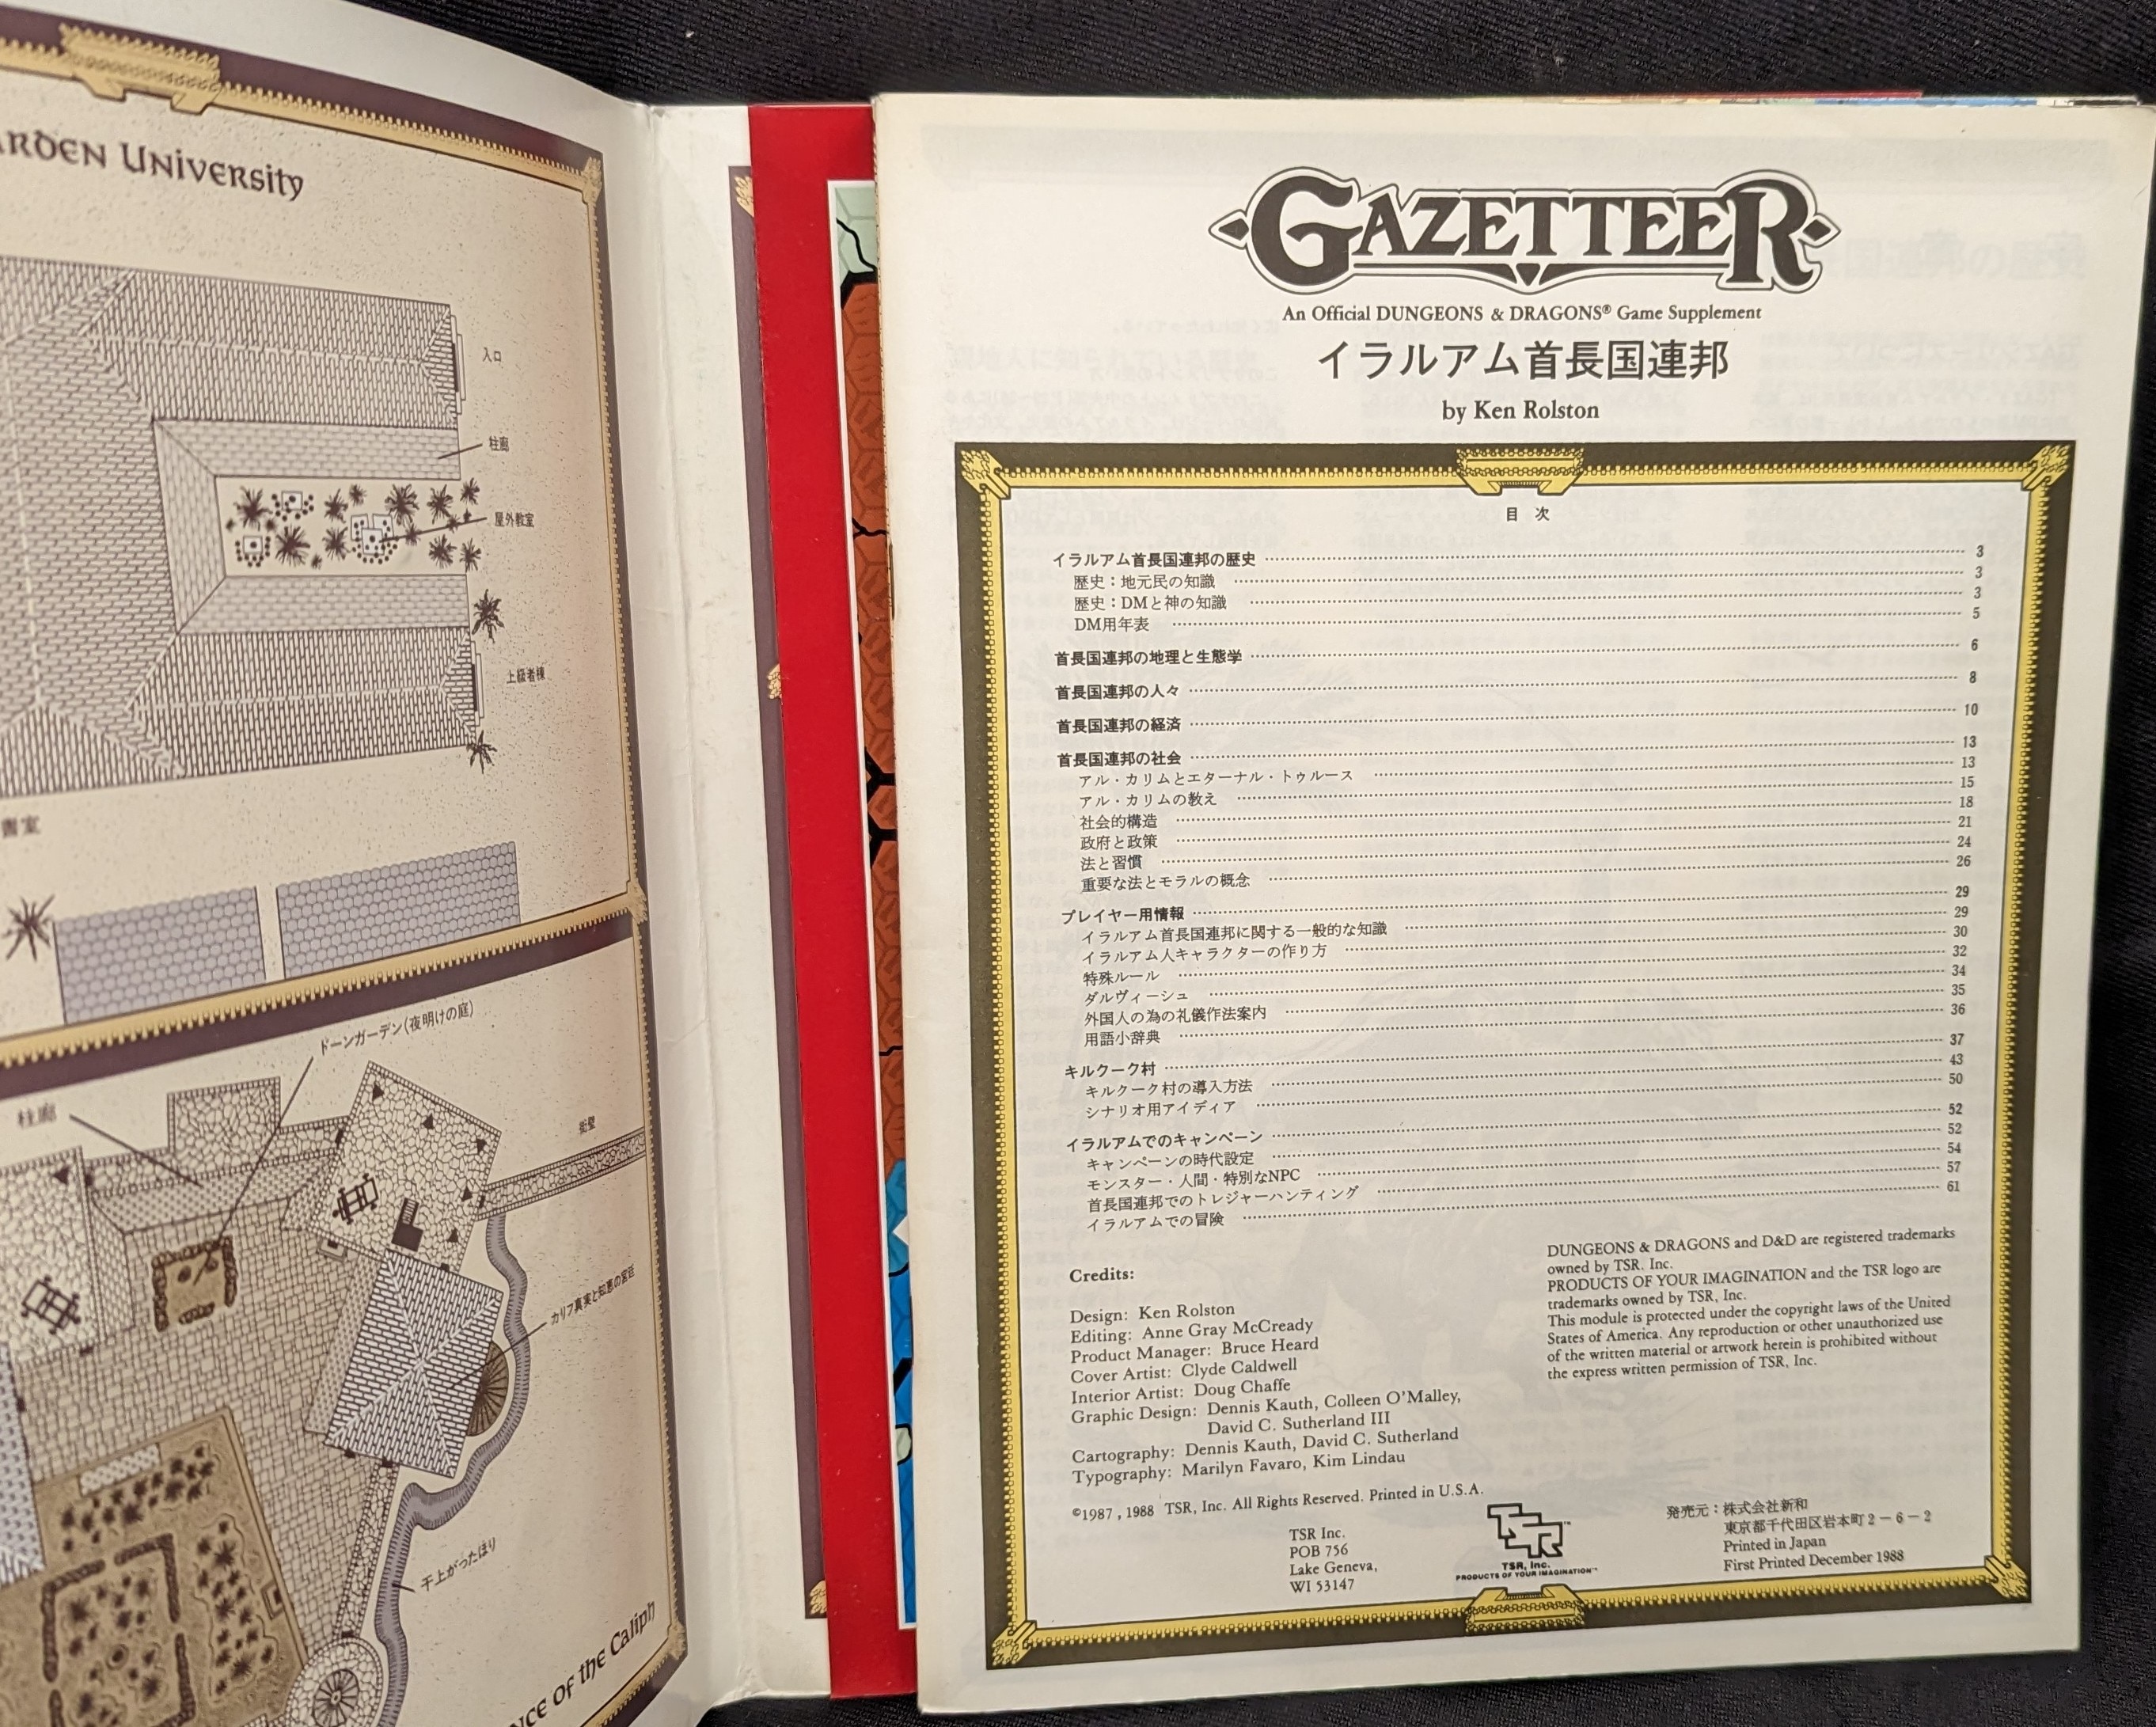 ARDEN University
入口
柱廊
屋外教室
上級者棟
書室
ドーンガーデン(夜明けの庭)
柱廊
街壁
カリフ真実と知恵の宮廷
干上がったほり
NCE OF the Caliph
GAZETTEER
An Official DUNGEONS & DRAGONS® Game Supplement
イラルアム首長国連邦
by Ken Rolston
目 次
イラルアム首長国連邦の歴史 3
歴史：地元民の知識 3
歴史：DMと神の知識 3
DM用年表 5
首長国連邦の地理と生態学 6
首長国連邦の人々 8
首長国連邦の経済 10
首長国連邦の社会 13
アル・カリムとエターナル・トゥルース 13
アル・カリムの教え 15
社会的構造 18
政府と政策 21
法と習慣 24
重要な法とモラルの概念 26
プレイヤー用情報 29
イラルアム首長国連邦に関する一般的な知識 29
イラルアム人キャラクターの作り方 30
特殊ルール 32
ダルヴィーシュ 34
外国人の為の礼儀作法案内 35
用語小辞典 36
キルクーク村 37
キルクーク村の導入方法 43
シナリオ用アイディア 50
イラルアムでのキャンペーン 52
キャンペーンの時代設定 52
モンスター・人間・特別なNPC 54
首長国連邦でのトレジャーハンティング 57
イラルアムでの冒険 61
Credits:
Design: Ken Rolston
Editing: Anne Gray McCready
Product Manager: Bruce Heard
Cover Artist: Clyde Caldwell
Interior Artist: Doug Chaffe
Graphic Design: Dennis Kauth, Colleen O'Malley,
David C. Sutherland III
Cartography: Dennis Kauth, David C. Sutherland
Typography: Marilyn Favaro, Kim Lindau
DUNGEONS & DRAGONS and D&D are registered trademarks
owned by TSR. Inc.
PRODUCTS OF YOUR IMAGINATION and the TSR logo are
trademarks owned by TSR, Inc.
This module is protected under the copyright laws of the United
States of America. Any reproduction or other unauthorized use
of the written material or artwork herein is prohibited without
the express written permission of TSR, Inc.
©1987, 1988 TSR, Inc. All Rights Reserved. Printed in U.S.A.
TSR Inc.
POB 756
Lake Geneva,
WI 53147
TSR™
TSR, Inc.
PRODUCTS OF YOUR IMAGINATION™
発売元：株式会社新和
東京都千代田区岩本町2－6－2
Printed in Japan
First Printed December 1988